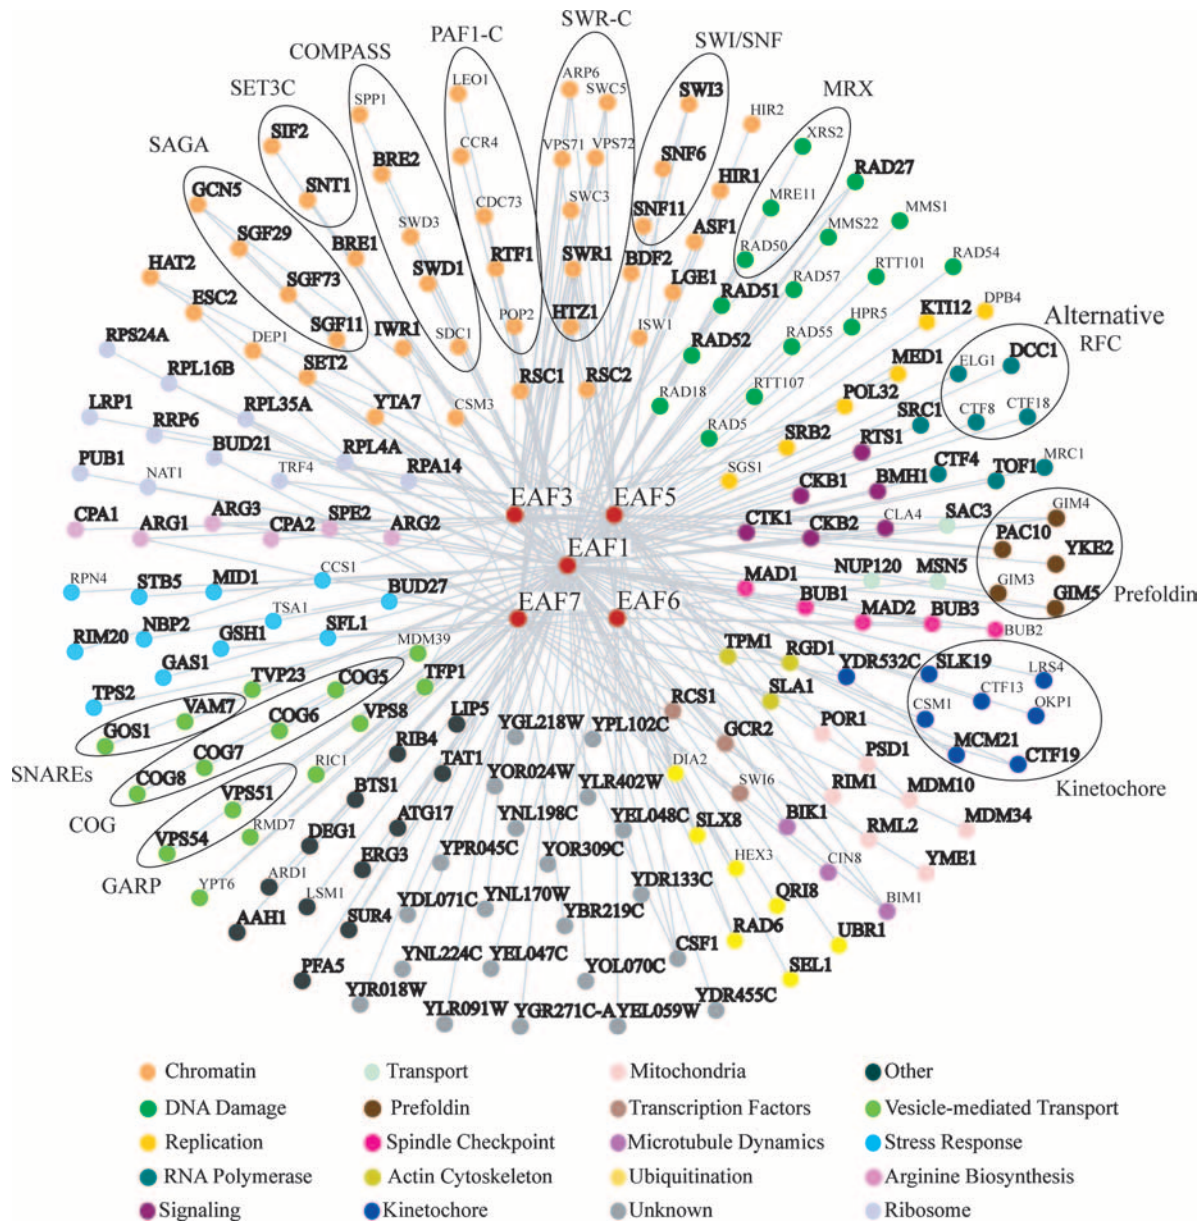 SWR-C
PAF1-C
SWI/SNF
COMPASS
MRX
SET3C
SAGA
LEO1
ARP6
SWC5
SWI3
SPP1
HIR2
SIF2
XRS2
CCR4
VPS71
VPS72
SNF6
BRE2
RAD27
GCN5
SNT1
HIR1
MRE11
CDC73
SWC3
SNF11
MMS1
SGF29
SWD3
ASF1
MMS22
BRE1
RTF1
SWR1
BDF2
RAD50
RAD54
HAT2
SGF73
SWD1
LGE1
RAD57
RTT101
ESC2
RAD51
KTI12
DPB4
SGF11
IWR1
POP2
HTZ1
HPR5
Alternative
RFC
RPS24A
DEP1
SDC1
ISW1
RAD52
RAD55
MED1
ELG1
DCC1
RPL16B
SET2
RSC1
RSC2
RAD18
RTT107
POL32
LRP1
RPL35A
YTA7
CSM3
SRC1
CTF8
CTF18
RRP6
RAD5
SRB2
RTS1
PUB1
BUD21
RPL4A
NAT1
TRF4
RPA14
SGS1
CKB1
BMH1
CTF4
TOF1
MRC1
EAF3
EAF5
CPA1
ARG3
SPE2
SAC3
GIM4
ARG1
CPA2
ARG2
CTK1
CKB2
CLA4
PAC10
YKE2
EAF1
RPN4
STB5
MID1
CCS1
BUD27
NUP120
MSN5
GIM3
GIM5
Prefoldin
MAD1
BUB1
EAF7
EAF6
TSA1
MAD2
BUB3
BUB2
RIM20
NBP2
GSH1
SFL1
MDM39
TPM1
RGD1
GAS1
YDR532C
SLK19
LRS4
TPS2
TVP23
COG5
TFP1
RCS1
SLA1
CSM1
CTF13
OKP1
GOS1
VAM7
COG6
VPS8
LIP5
YGL218W
YPL102C
GCR2
POR1
MCM21
CTF19
SNAREs
COG7
RIB4
PSD1
COG8
RIC1
TAT1
YOR024W
YLR402W
DIA2
SWI6
RIM1
MDM10
Kinetochore
COG
VPS51
BTS1
YNL198C
YEL048C
SLX8
BIK1
RML2
MDM34
VPS54
RMD7
DEG1
ATG17
YPR045C
YOR309C
HEX3
CIN8
YME1
GARP
YPT6
ARD1
LSM1
ERG3
YDL071C
YNL170W
YDR133C
QRI8
BIM1
AAH1
SUR4
YBR219C
RAD6
UBR1
PFA5
YNL224C
YEL047C
YOL070C
CSF1
SEL1
YJR018W
YLR091W
YGR271C-A
YEL059W
YDR455C
Chromatin
Transport
Mitochondria
Other
DNA Damage
Prefoldin
Transcription Factors
Vesicle-mediated Transport
Replication
Spindle Checkpoint
Microtubule Dynamics
Stress Response
RNA Polymerase
Actin Cytoskeleton
Ubiquitination
Arginine Biosynthesis
Signaling
Kinetochore
Unknown
Ribosome